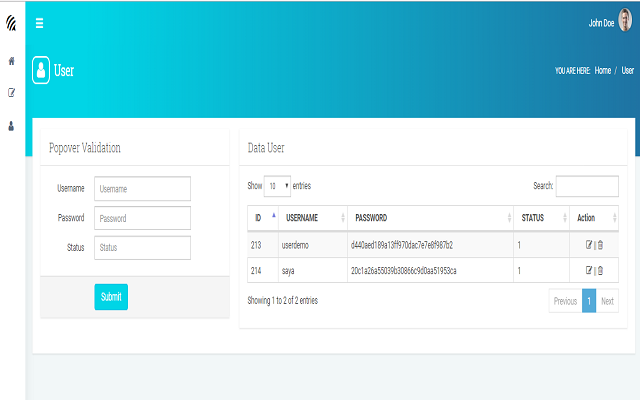 John Doe
User
YOU ARE HERE: Home / User
Popover Validation
Username Username
Password Password
Status Status
Submit
Data User
Show 10 entries Search:
ID USERNAME PASSWORD STATUS Action
213 userdemo d440aed189a13ff970dac7e7e8f987b2 1 |
214 saya 20c1a26a55039b30866c9d0aa51953ca 1 |
Showing 1 to 2 of 2 entries
Previous 1 Next